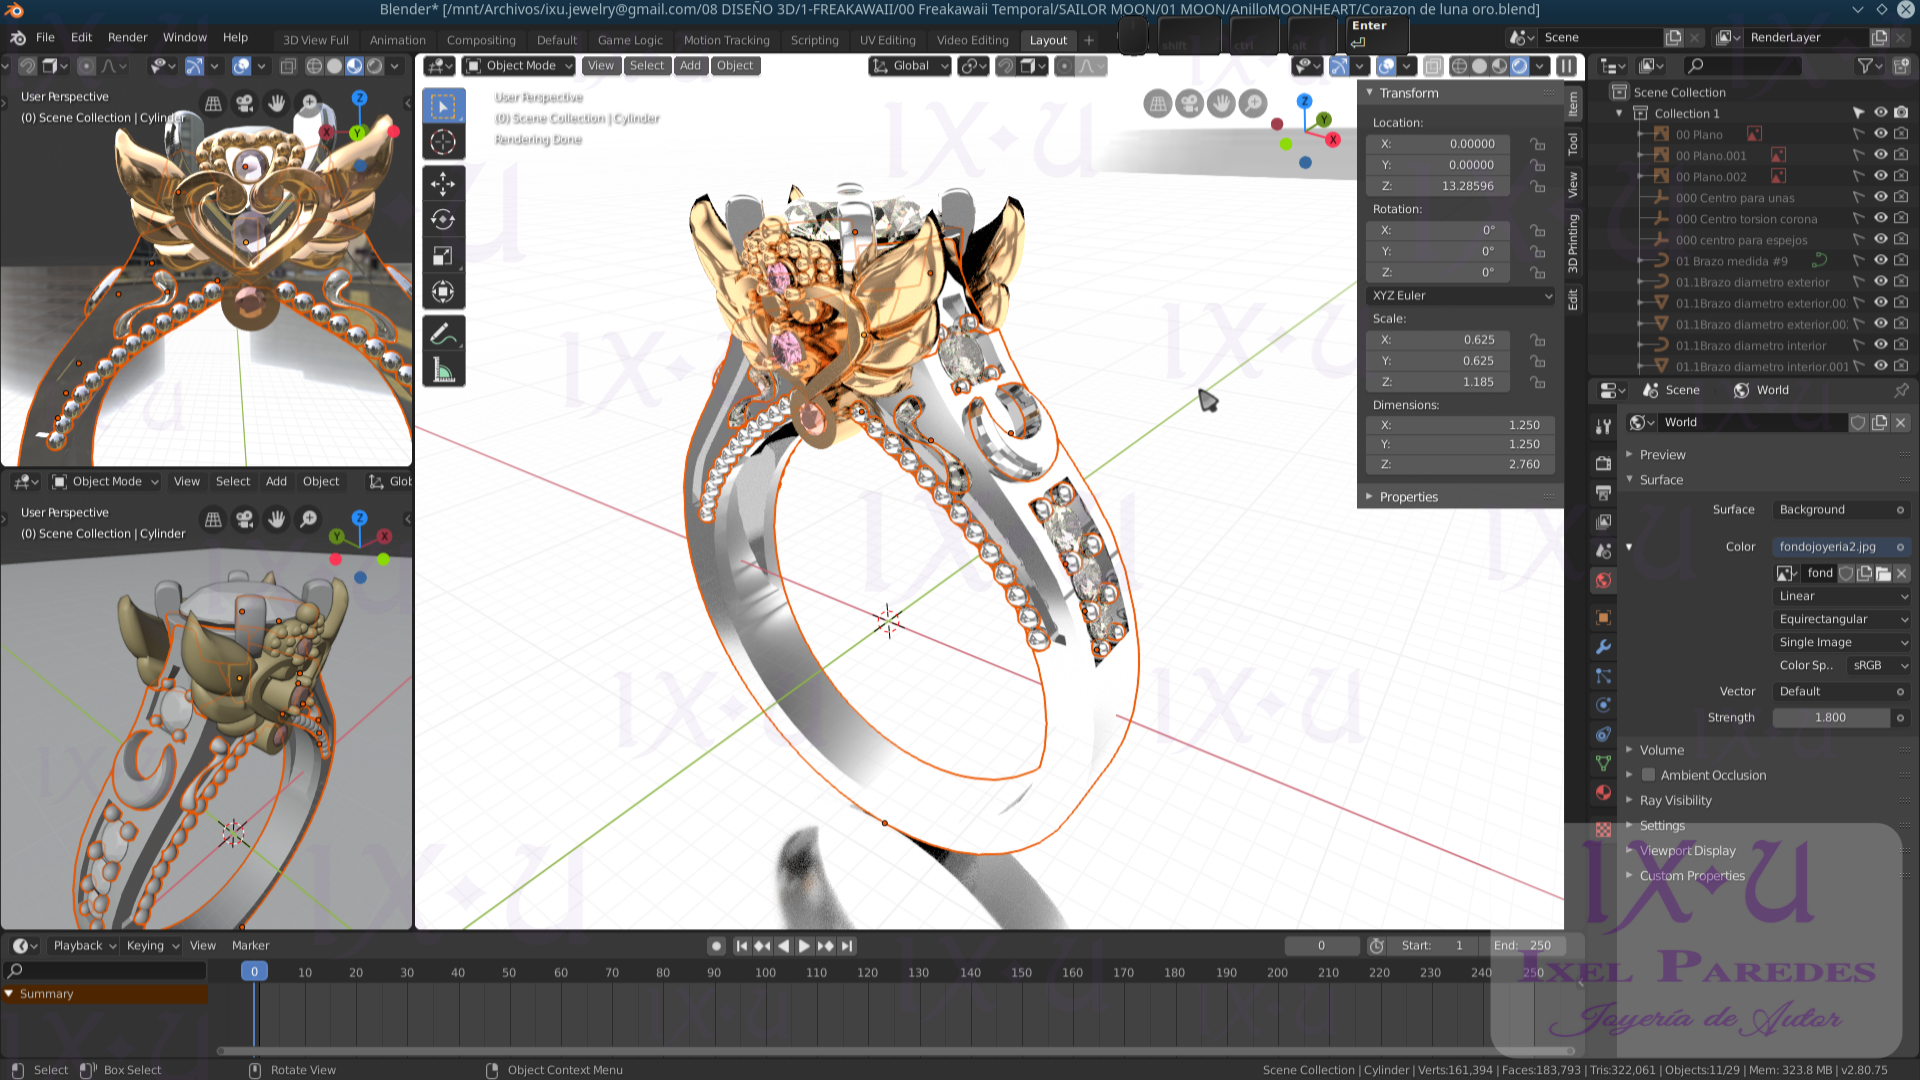 Blender* [/mnt/Archivos/ixu.jewelry@gmail.com/08 DISEÑO 3D/1-FREAKAWAII/00 Freakawaii Temporal/SAILOR MOON/01 MOON/AnilloMOONHEART/Corazon de luna oro.blend]
File Edit Render Window Help 3D View Full Animation Compositing Default Game Logic Motion Tracking Scripting UV Editing Video Editing Layout + shift ctrl alt Enter Scene RenderLayer
Object Mode View Select Add Object Global
User Perspective
(0) Scene Collection | Cylinder
User Perspective
(0) Scene Collection | Cylinder
Rendering Done
Object Mode View Select Add Object Glob
User Perspective
(0) Scene Collection | Cylinder
Transform
Location:
X: 0.00000
Y: 0.00000
Z: 13.28596
Rotation:
X: 0°
Y: 0°
Z: 0°
XYZ Euler
Scale:
X: 0.625
Y: 0.625
Z: 1.185
Dimensions:
X: 1.250
Y: 1.250
Z: 2.760
Properties
Item
Tool
View
3D Printing
Edit
Scene Collection
Collection 1
00 Plano
00 Plano.001
00 Plano.002
000 Centro para unas
000 Centro torsion corona
000 centro para espejos
01 Brazo medida #9
01.1Brazo diametro exterior
01.1Brazo diametro exterior.00
01.1Brazo diametro exterior.00
01.1Brazo diametro interior
01.1Brazo diametro interior.001
Scene World
World
Preview
Surface
Surface Background
Color fondojoyeria2.jpg
fond
Linear
Equirectangular
Single Image
Color Sp.. sRGB
Vector Default
Strength 1.800
Volume
Ambient Occlusion
Ray Visibility
Settings
Viewport Display
Custom Properties
IX·U
IXEL PAREDES
Joyería de Autor
Playback Keying View Marker 0 Start: 1 End: 250
0 10 20 30 40 50 60 70 80 90 100 110 120 130 140 150 160 170 180 190 200 210 220 230 240 250
Summary
Select Box Select Rotate View Object Context Menu Scene Collection | Cylinder | Verts:161,394 | Faces:183,793 | Tris:322,061 | Objects:11/29 | Mem: 323.8 MB | v2.80.75